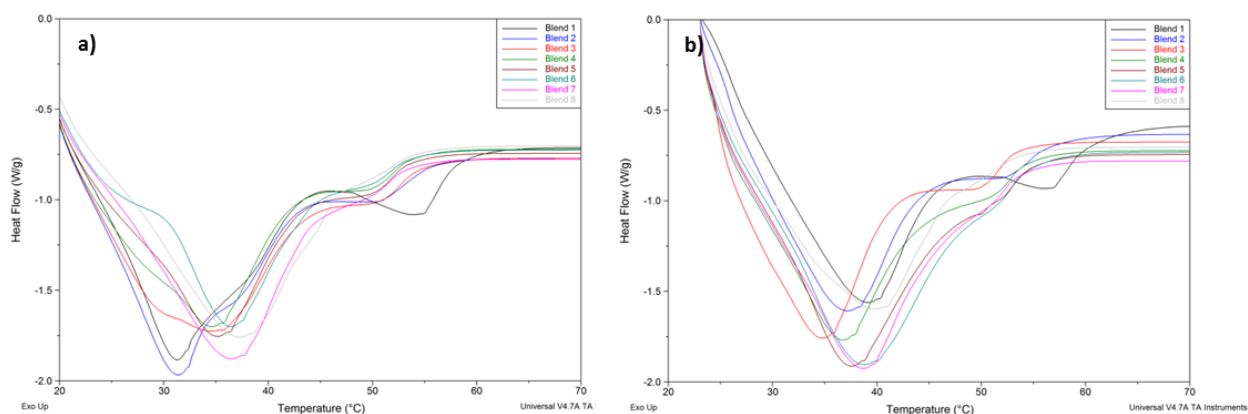 a)
0.0
-0.5
-1.0
-1.5
-2.0
Heat Flow (W/g)
20
30
40
50
60
70
Exo Up
Temperature (°C)
Universal V4.7A TA
Blend 1
Blend 2
Blend 3
Blend 4
Blend 5
Blend 6
Blend 7
Blend 8
b)
0.0
-0.5
-1.0
-1.5
-2.0
Heat Flow (W/g)
20
30
40
50
60
70
Exo Up
Temperature (°C)
Universal V4.7A TA Instruments
Blend 1
Blend 2
Blend 3
Blend 4
Blend 5
Blend 6
Blend 7
Blend 8